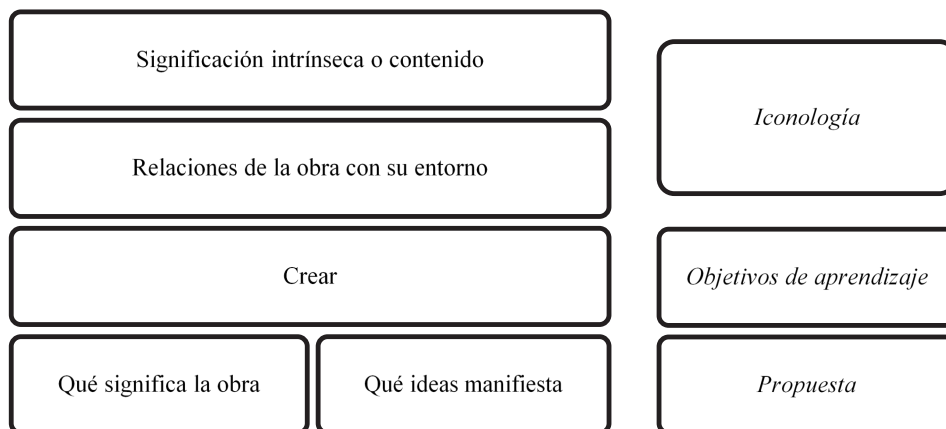 Significación intrínseca o contenido
Iconología
Relaciones de la obra con su entorno
Crear
Objetivos de aprendizaje
Qué significa la obra
Qué ideas manifiesta
Propuesta